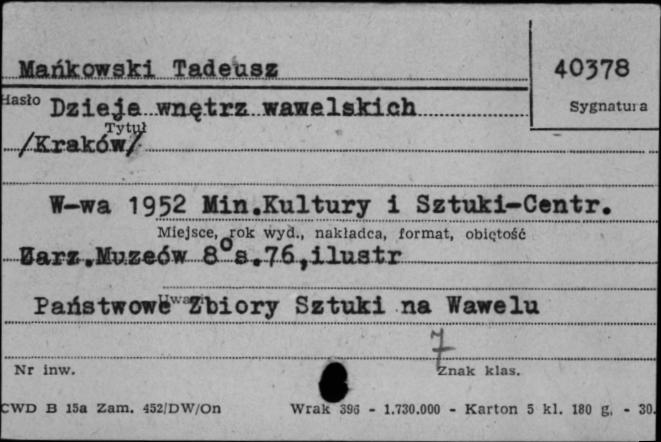 Mańkowski Tadeusz
40378
Hasło Dzieje wnętrz wawelskich
Sygnatura
Tytuł
/Kraków/
W-wa 1952 Min.Kultury i Sztuki-Centr.
Miejsce, rok wyd., nakładca, format, objętość
Zarz.Muzeów 8° s.76,ilustr
Uwagi
Państwowe Zbiory Sztuki na Wawelu
7
Nr inw.
Znak klas.
CWD B 15a Zam. 452/DW/On Wrak 396 - 1.730.000 - Karton 5 kl. 180 g. - 30.